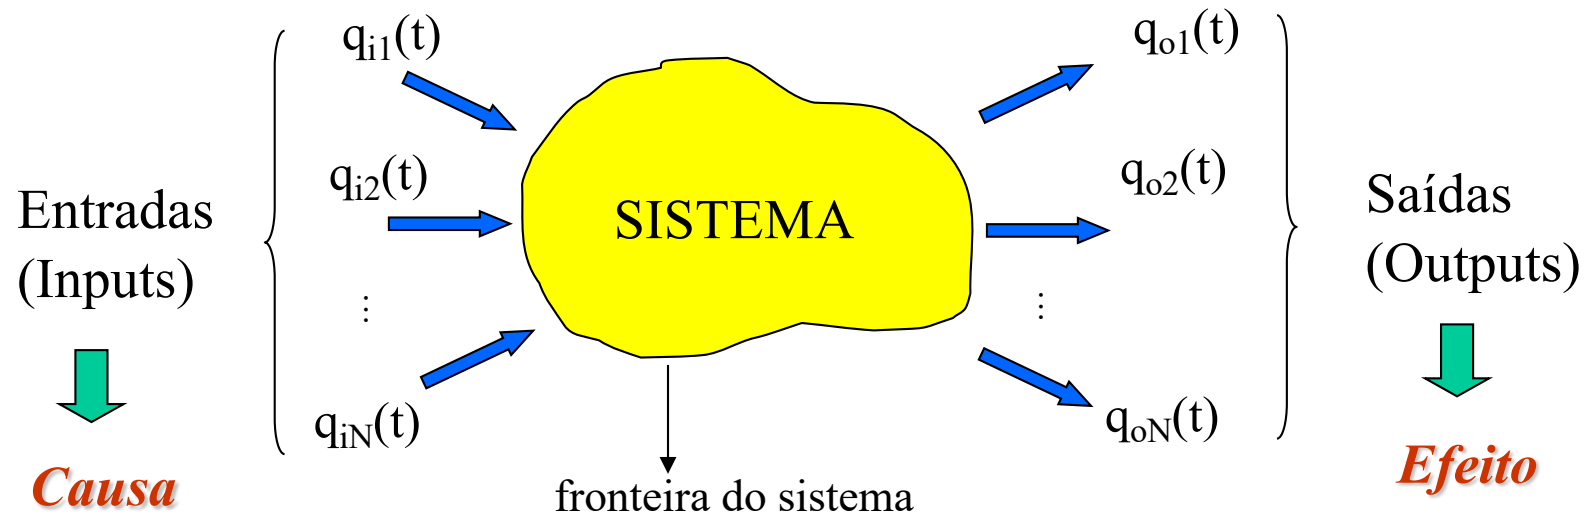 Entradas
(Inputs)
Causa
qi1(t)
qi2(t)
⋮
qiN(t)
SISTEMA
fronteira do sistema
qo1(t)
qo2(t)
⋮
qoN(t)
Saídas
(Outputs)
Efeito